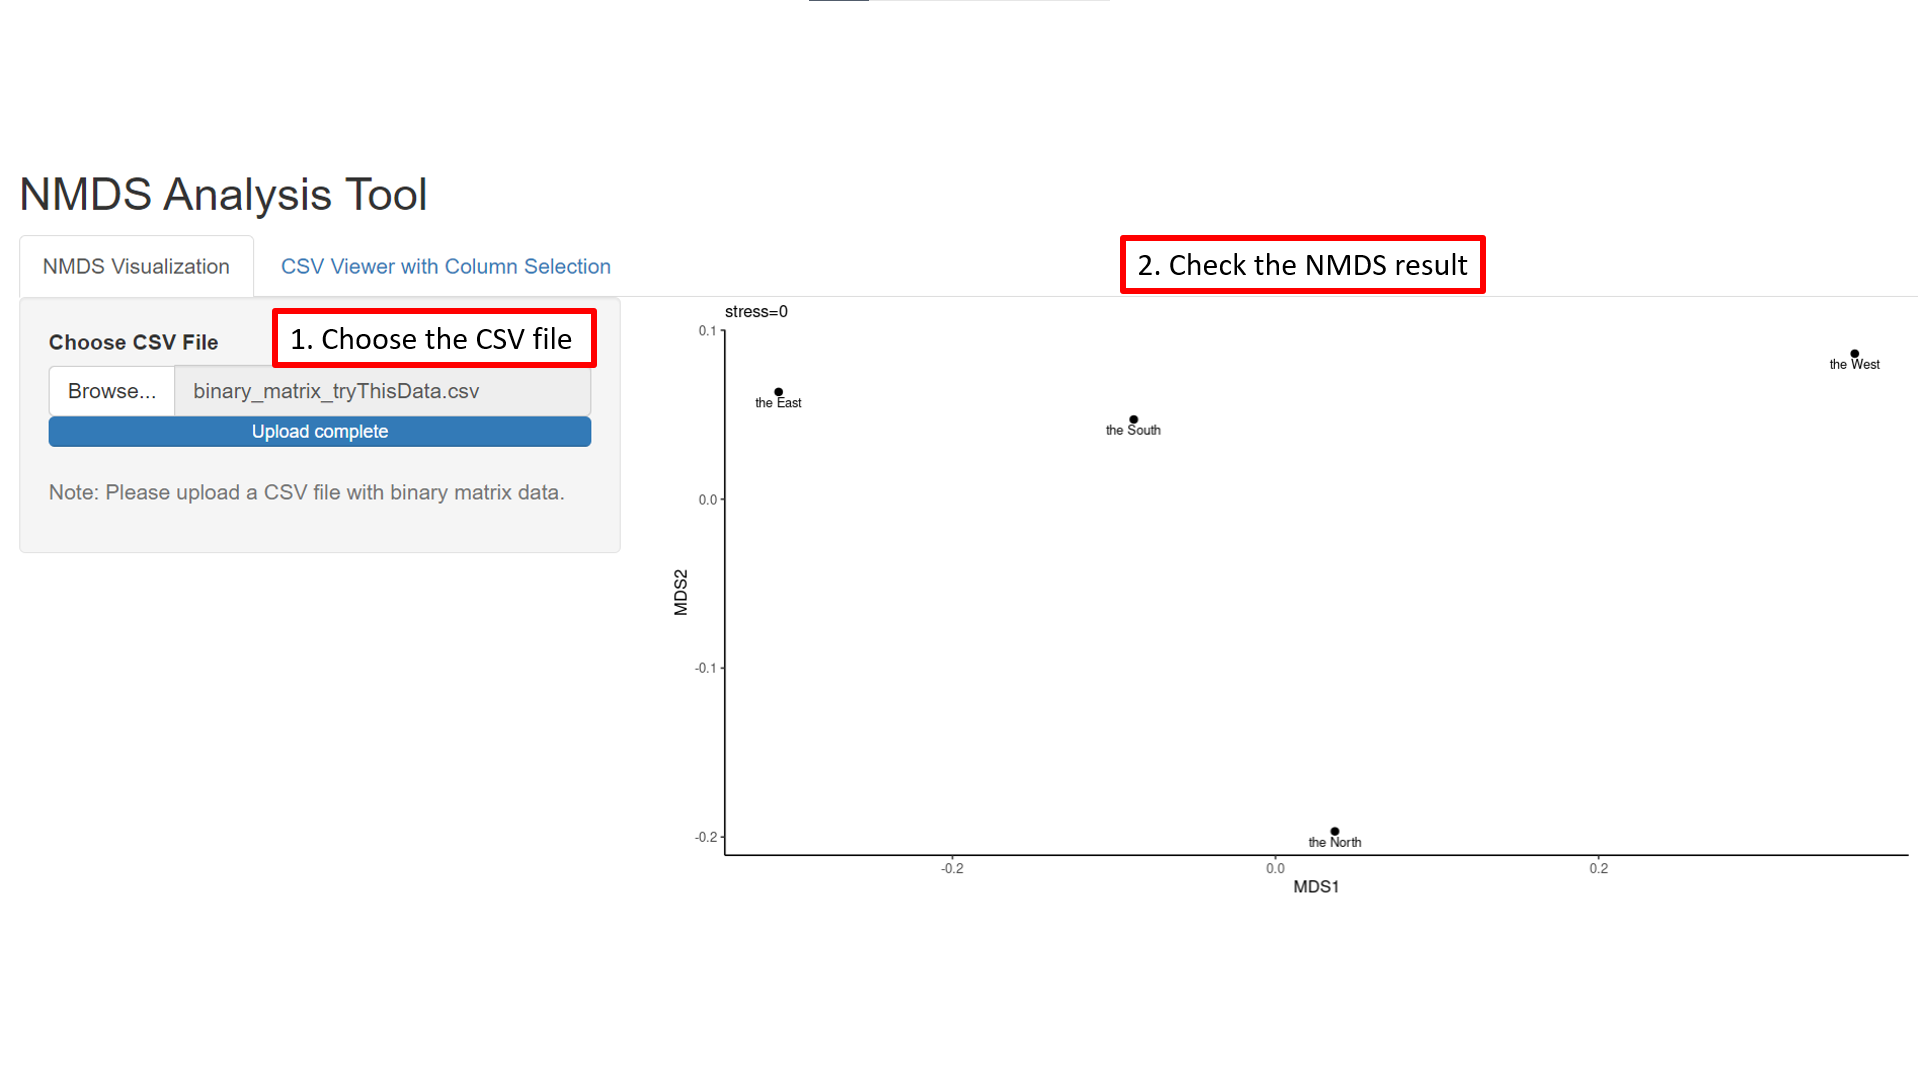 NMDS Analysis Tool
NMDS Visualization
CSV Viewer with Column Selection
2. Check the NMDS result
Choose CSV File
1. Choose the CSV file
Browse...
binary_matrix_tryThisData.csv
Upload complete
Note: Please upload a CSV file with binary matrix data.
stress=0
0.1
0.0
-0.1
-0.2
MDS2
the West
the East
the South
the North
-0.2
0.0
0.2
MDS1